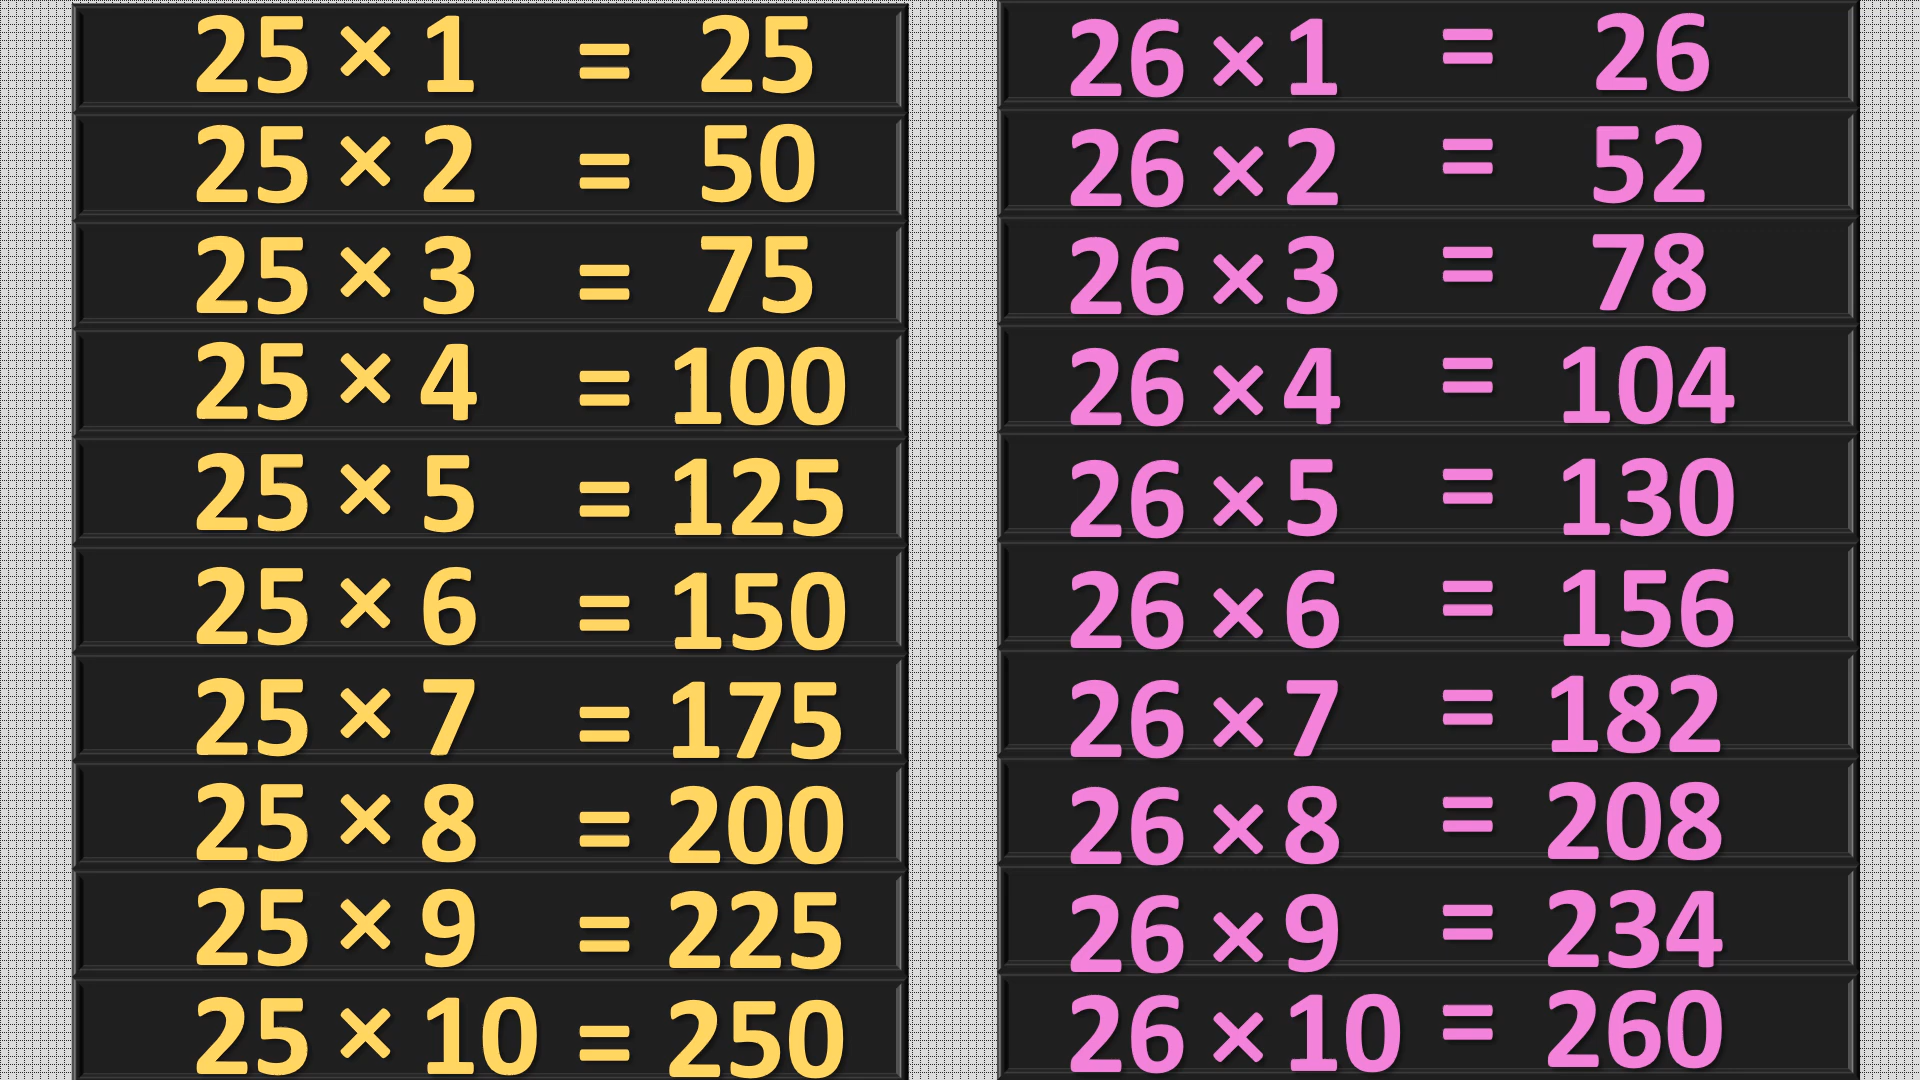 25 × 1 = 25
25 × 2 = 50
25 × 3 = 75
25 × 4 = 100
25 × 5 = 125
25 × 6 = 150
25 × 7 = 175
25 × 8 = 200
25 × 9 = 225
25 × 10 = 250
26 × 1 = 26
26 × 2 = 52
26 × 3 = 78
26 × 4 = 104
26 × 5 = 130
26 × 6 = 156
26 × 7 = 182
26 × 8 = 208
26 × 9 = 234
26 × 10 = 260